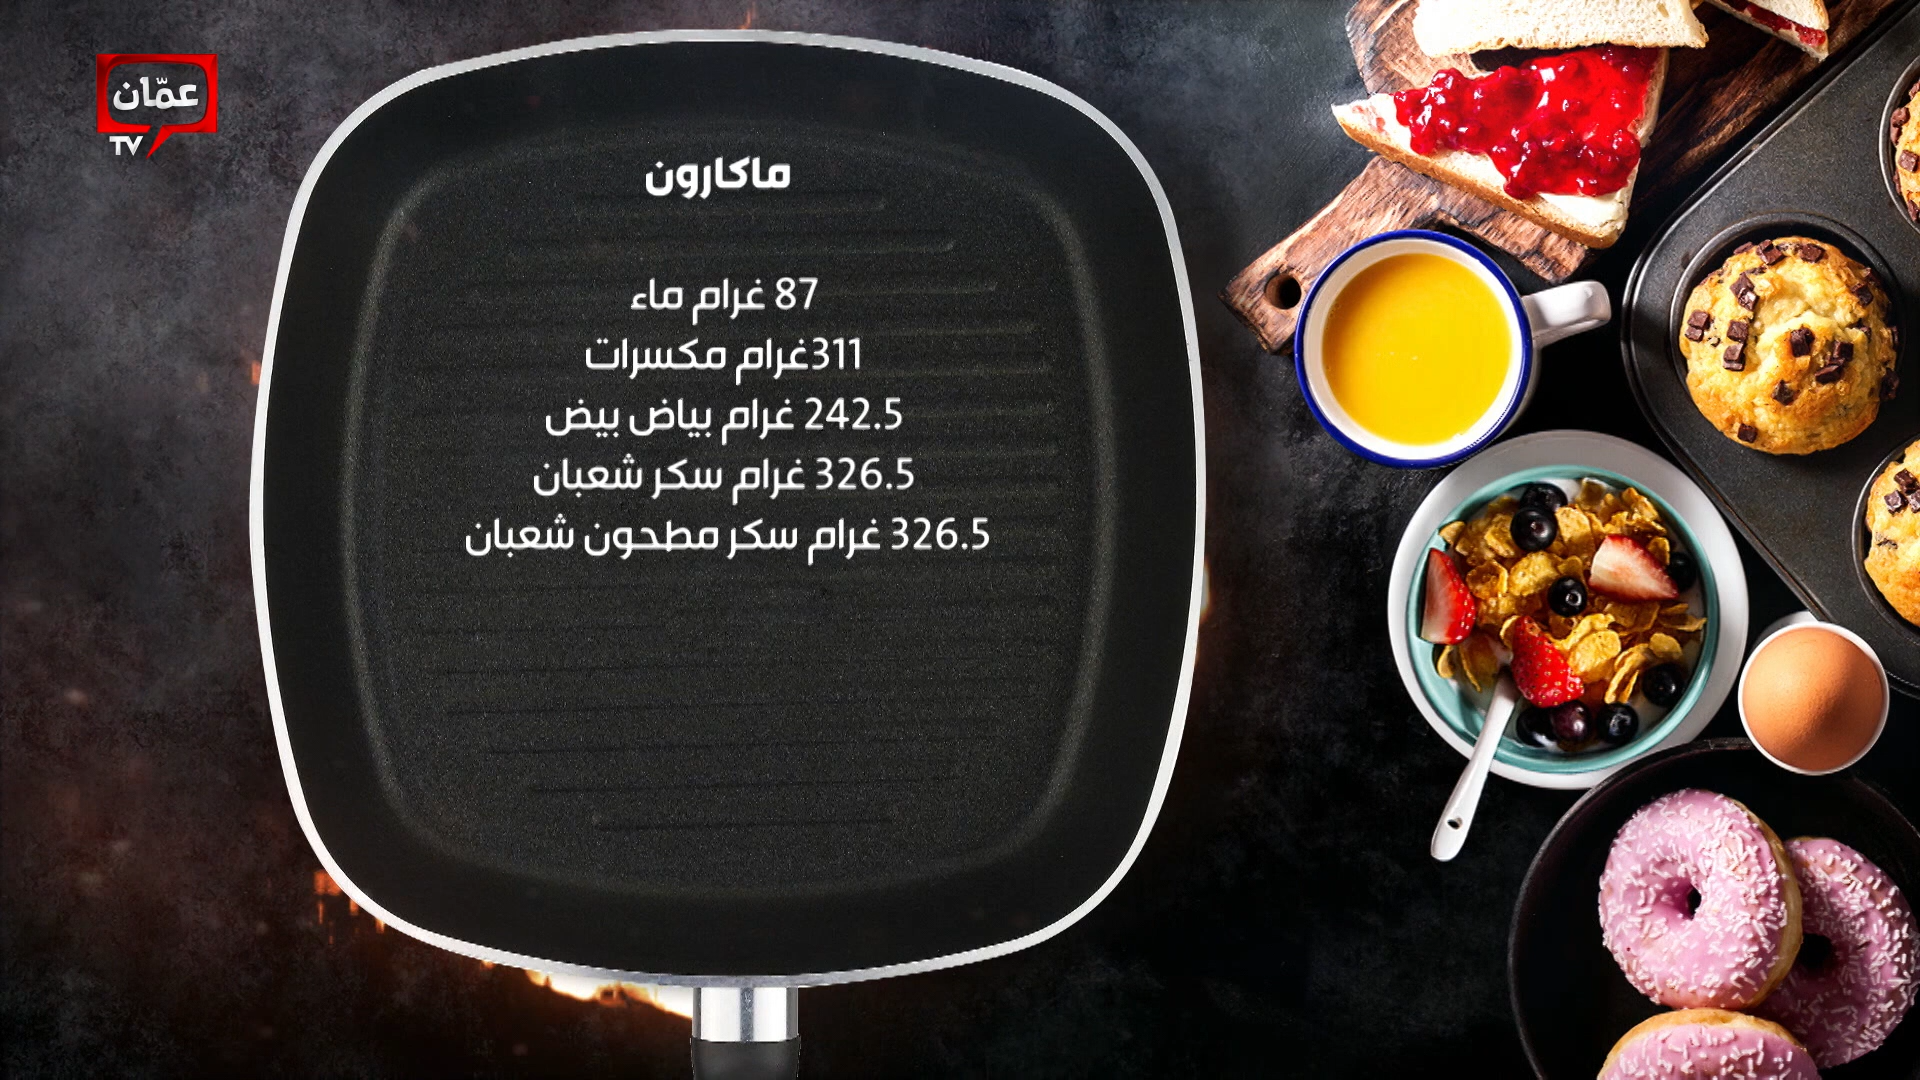 عمّان
TV
ماكارون
87 غرام ماء
311غرام مكسرات
242.5 غرام بياض بيض
326.5 غرام سكر شعبان
326.5 غرام سكر مطحون شعبان